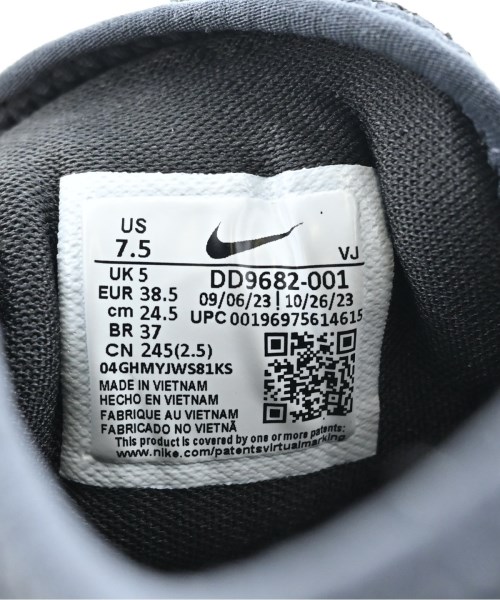 US
7.5
VJ
UK 5
EUR 38.5
cm 24.5
BR 37
CN 245(2.5)
DD9682-001
09/06/23 | 10/26/23
UPC 00196975614615
04GHMYJWS81KS
MADE IN VIETNAM
HECHO EN VIETNAM
FABRIQUE AU VIETNAM
FABRICADO NO VIETNÃ
This product is covered by one or more patents:
www.nike.com/patentsvirtualmarking